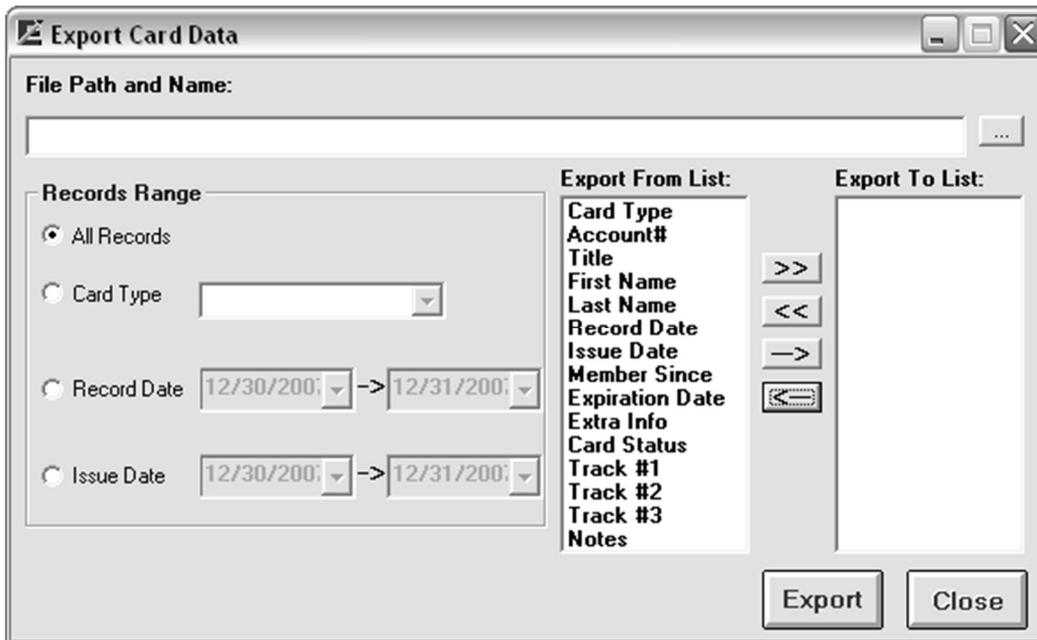 Export Card Data
File Path and Name:
...
Records Range
All Records
Card Type
Record Date 12/30/200 -> 12/31/200
Issue Date 12/30/200 -> 12/31/200
Export From List:
Card Type
Account#
Title
First Name
Last Name
Record Date
Issue Date
Member Since
Expiration Date
Extra Info
Card Status
Track #1
Track #2
Track #3
Notes
>>
<<
—>
<—
Export To List:
Export
Close